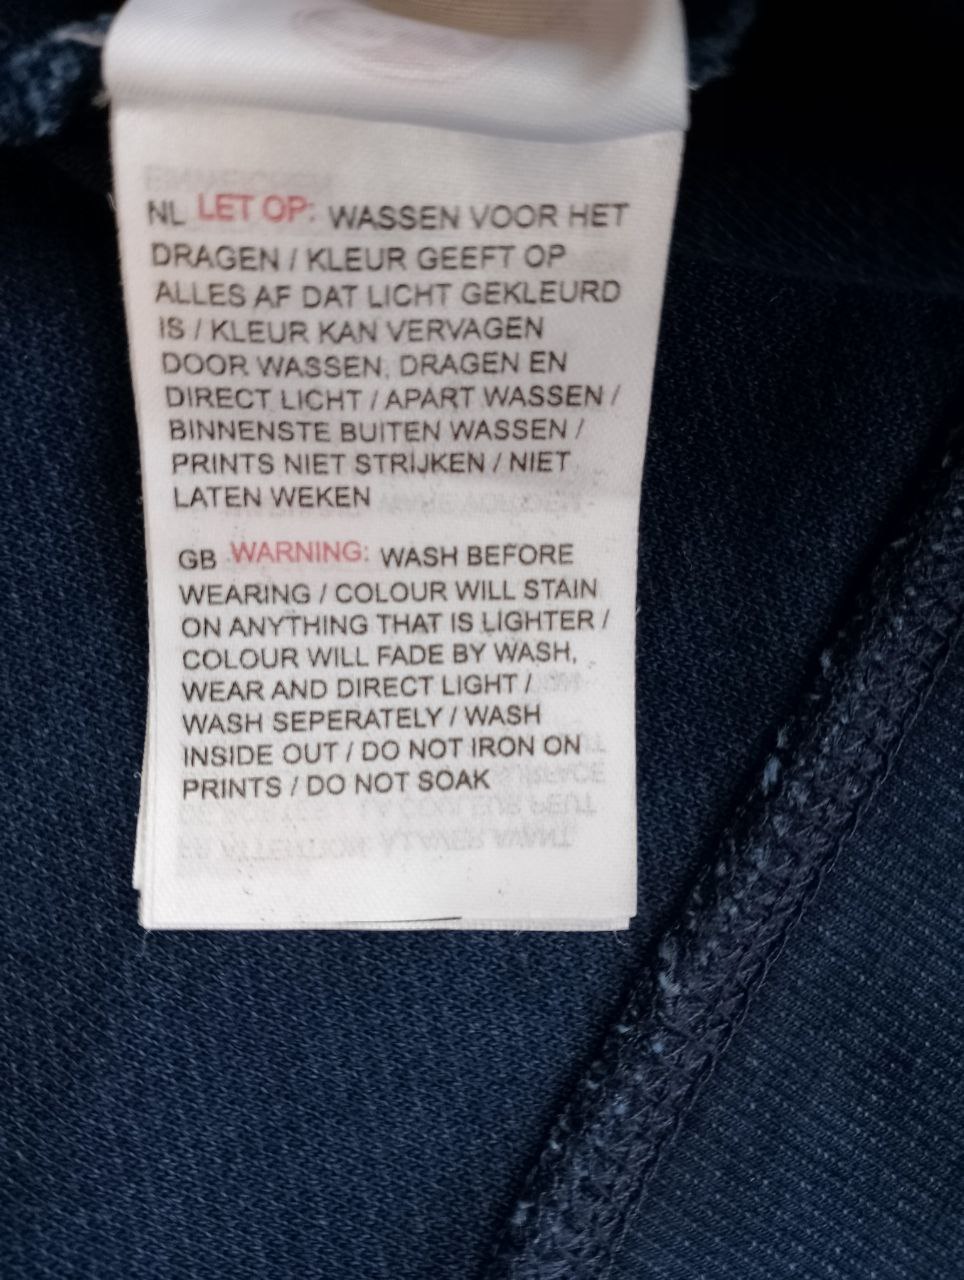 NL LET OP: WASSEN VOOR HET
DRAGEN / KLEUR GEEFT OP
ALLES AF DAT LICHT GEKLEURD
IS / KLEUR KAN VERVAGEN
DOOR WASSEN, DRAGEN EN
DIRECT LICHT / APART WASSEN /
BINNENSTE BUITEN WASSEN /
PRINTS NIET STRIJKEN / NIET
LATEN WEKEN
GB WARNING: WASH BEFORE
WEARING / COLOUR WILL STAIN
ON ANYTHING THAT IS LIGHTER /
COLOUR WILL FADE BY WASH,
WEAR AND DIRECT LIGHT /
WASH SEPERATELY / WASH
INSIDE OUT / DO NOT IRON ON
PRINTS / DO NOT SOAK